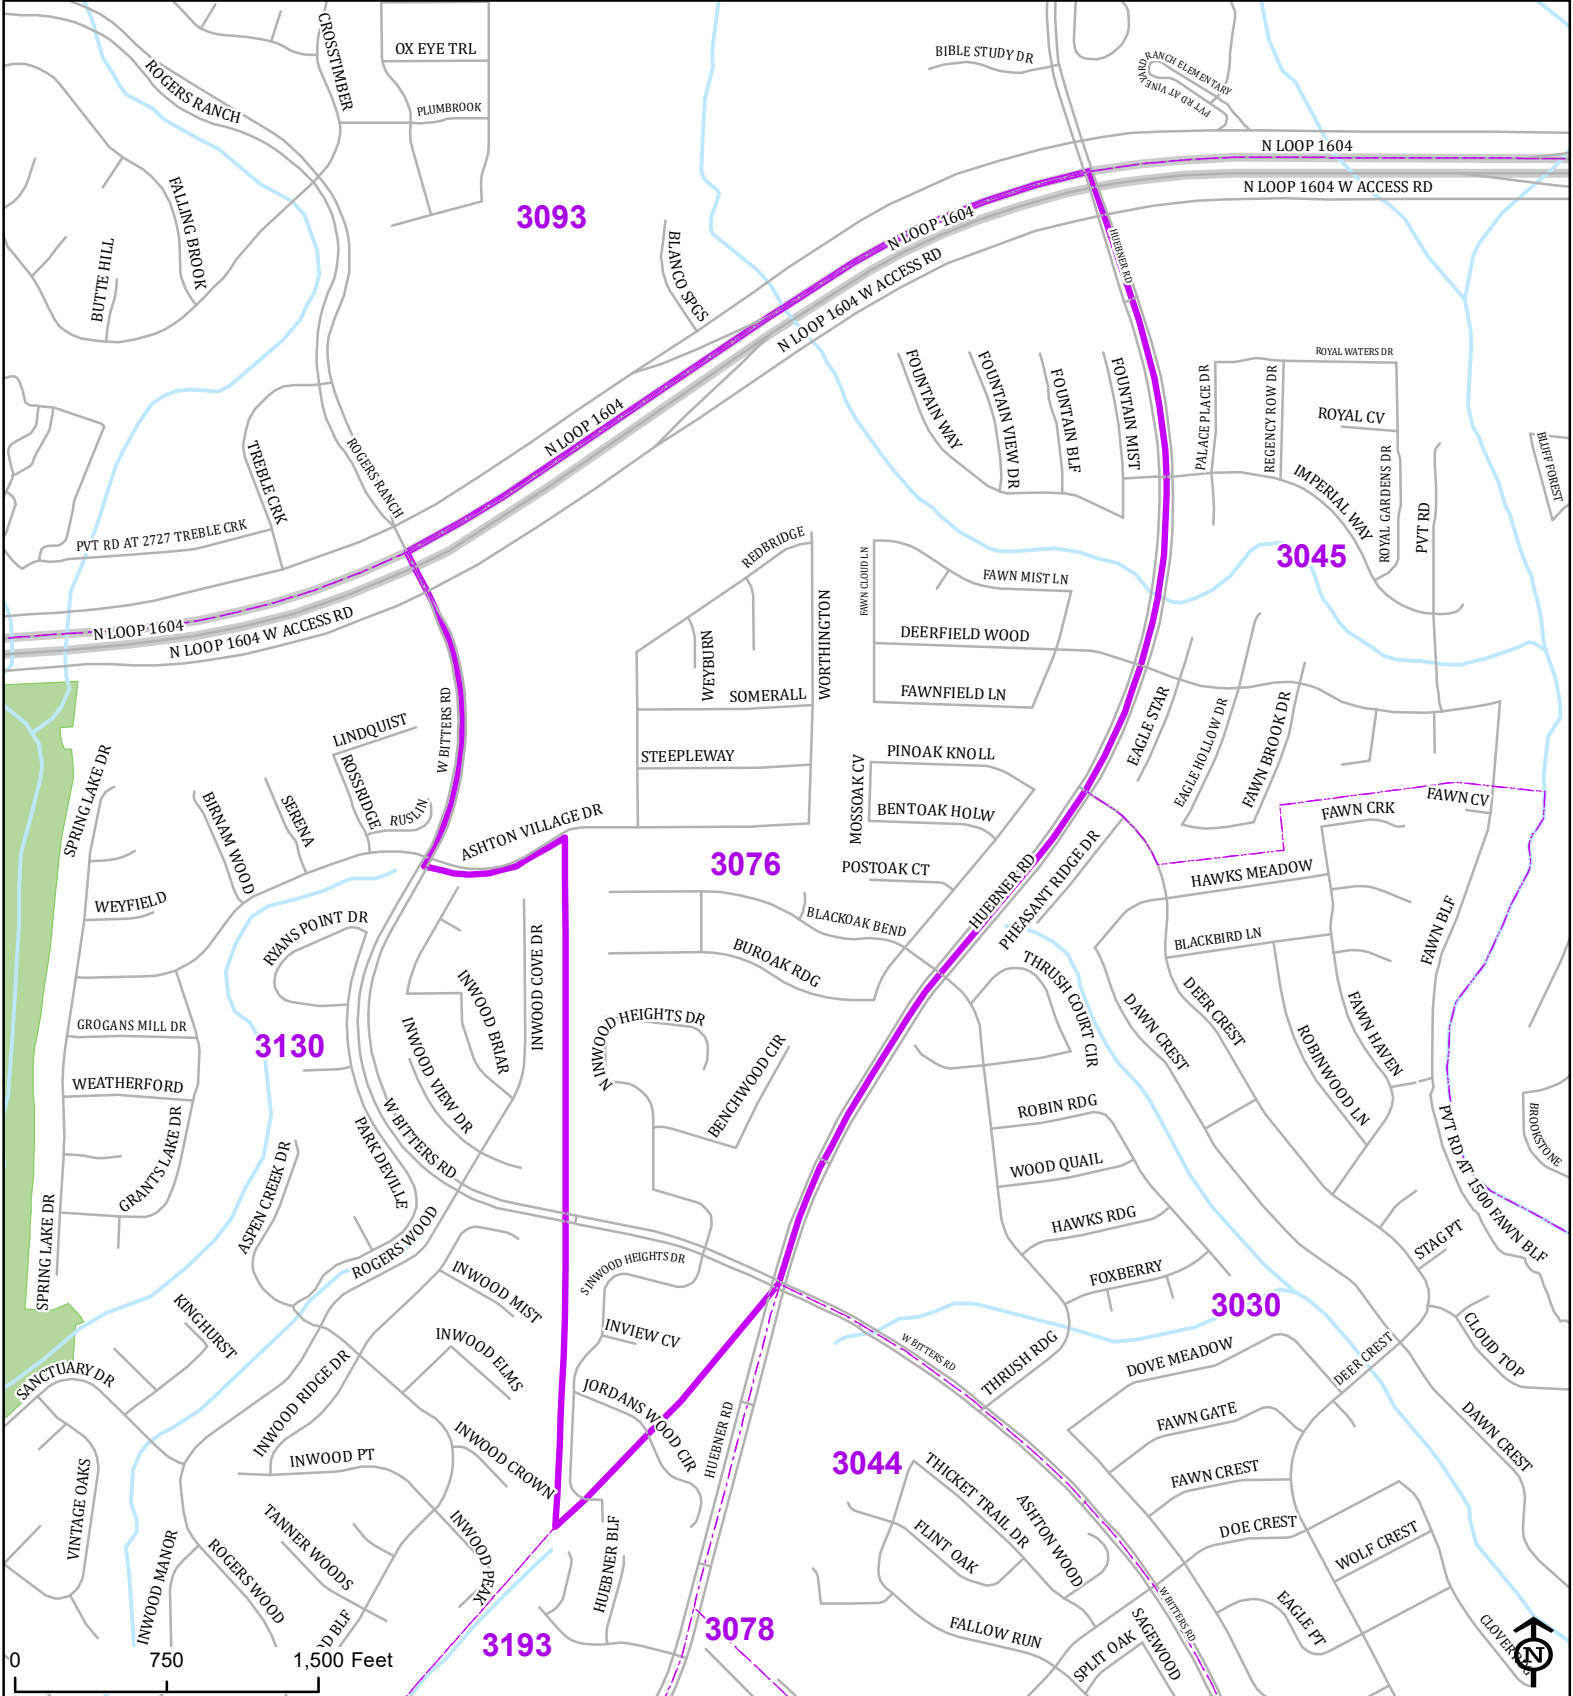 OX EYE TRL
CROSSTIMBER
ROGERS RANCH
PLUMBROOK
BIBLE STUDY DR
PVT RD AT VINEYARD RANCH ELEMENTARY
N LOOP 1604
N LOOP 1604 W ACCESS RD
FALLING BROOK
BUTTE HILL
3093
BLANCO SPGS
N LOOP 1604
N LOOP 1604 W ACCESS RD
HUEBNER RD
FOUNTAIN WAY
FOUNTAIN VIEW DR
FOUNTAIN BLF
FOUNTAIN MIST
PALACE PLACE DR
REGENCY ROW DR
ROYAL WATERS DR
ROYAL CV
ROYAL GARDENS DR
IMPERIAL WAY
PVT RD
BLUFF FOREST
N LOOP 1604
TREBLE CRK
ROGERS RANCH
PVT RD AT 2727 TREBLE CRK
3045
REDBRIDGE
FAWN CLOUD LN
FAWN MIST LN
N LOOP 1604
N LOOP 1604 W ACCESS RD
WORTHINGTON
WEYBURN
DEERFIELD WOOD
SOMERALL
FAWNFIELD LN
W BITTERS RD
LINDQUIST
ROSSRIDGE
RUSLIN
STEEPLEWAY
PINOAK KNOLL
MOSSOAK CV
BENTOAK HOLW
EAGLE STAR
EAGLE HOLLOW DR
FAWN BROOK DR
SPRING LAKE DR
BIRNAM WOOD
SERENA
ASHTON VILLAGE DR
FAWN CRK
FAWN CV
3076
POSTOAK CT
HUEBNER RD
PHEASANT RIDGE DR
HAWKS MEADOW
WEYFIELD
RYANS POINT DR
BLACKOAK BEND
BUROAK RDG
BLACKBIRD LN
FAWN BLF
INWOOD COVE DR
INWOOD BRIAR
INWOOD VIEW DR
THRUSH COURT CIR
DAWN CREST
DEER CREST
ROBINWOOD LN
FAWN HAVEN
GROGANS MILL DR
3130
N INWOOD HEIGHTS DR
BENCHWOOD CIR
WEATHERFORD
GRANTS LAKE DR
W BITTERS RD
PARK DEVILLE
ROBIN RDG
WOOD QUAIL
HAWKS RDG
FOXBERRY
PVT RD AT 1500 FAWN BLF
BROOKSTONE
ASPEN CREEK DR
SPRING LAKE DR
ROGERS WOOD
S INWOOD HEIGHTS DR
STAG PT
3030
INWOOD MIST
KINGHURST
INVIEW CV
W BITTERS RD
THRUSH RDG
DOVE MEADOW
DEER CREST
CLOUD TOP
SANCTUARY DR
INWOOD ELMS
INWOOD RIDGE DR
JORDANS WOOD CIR
HUEBNER RD
FAWN GATE
DAWN CREST
INWOOD CROWN
INWOOD PT
3044
FAWN CREST
VINTAGE OAKS
THICKET TRAIL DR
ASHTON WOOD
FLINT OAK
DOE CREST
WOLF CREST
TANNER WOODS
INWOOD PEAK
HUEBNER BLF
INWOOD MANOR
ROGERS WOOD
D BLF
3193
3078
FALLOW RUN
W BITTERS RD
SAGEWOOD
SPLIT OAK
EAGLE PT
N
0 750 1,500 Feet